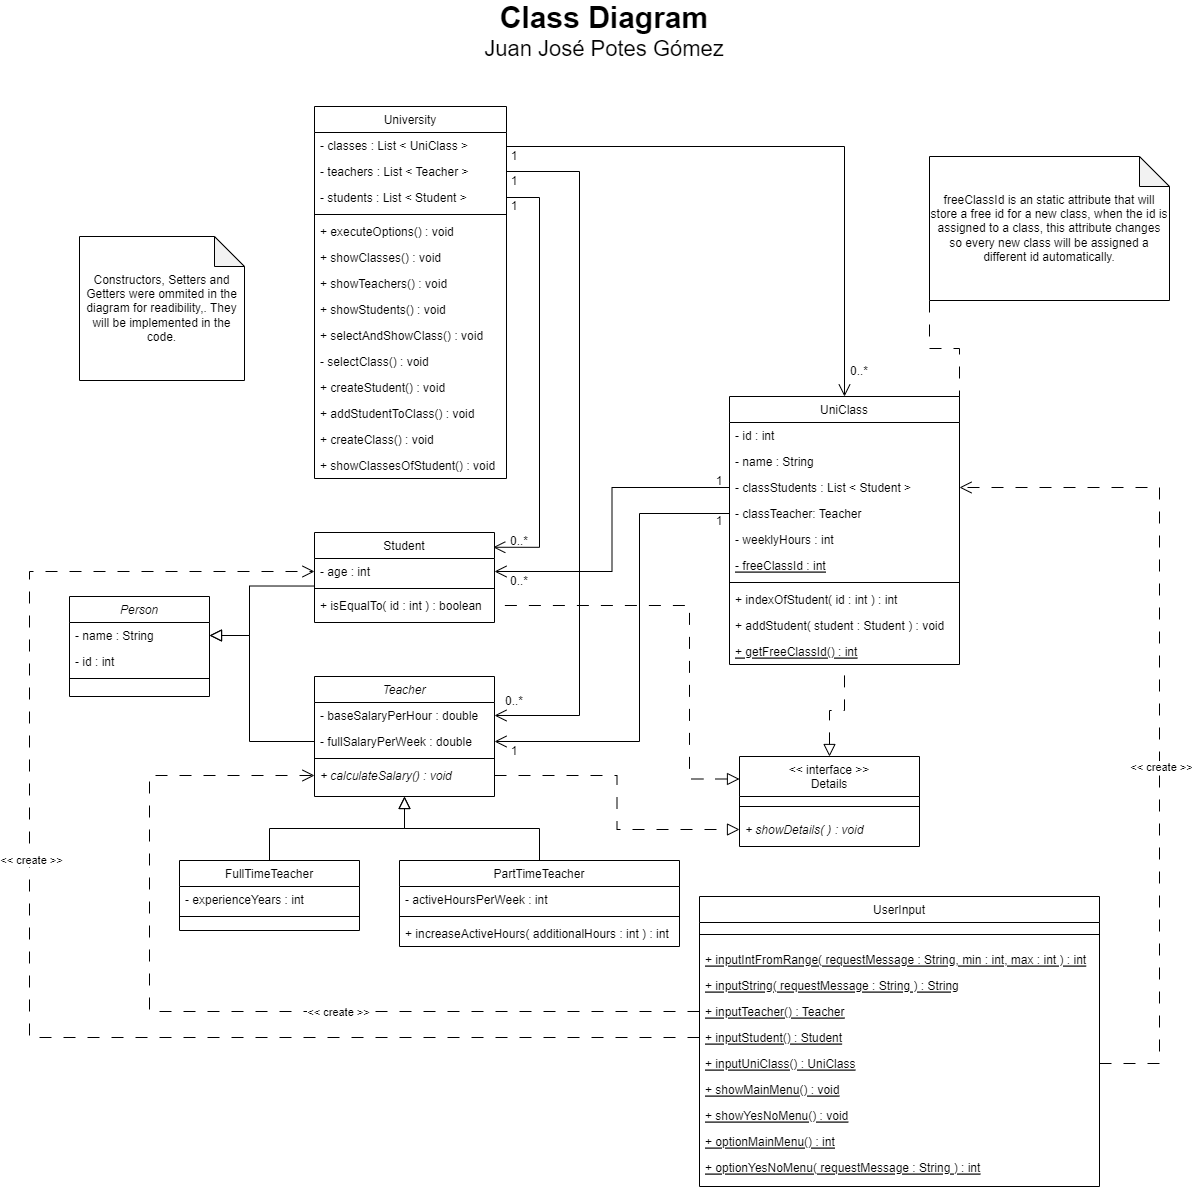 Class Diagram
Juan José Potes Gómez
University
- classes : List < UniClass >
- teachers : List < Teacher >
- students : List < Student >
+ executeOptions() : void
+ showClasses() : void
+ showTeachers() : void
+ showStudents() : void
+ selectAndShowClass() : void
- selectClass() : void
+ createStudent() : void
+ addStudentToClass() : void
+ createClass() : void
+ showClassesOfStudent() : void
1
1
1
freeClassId is an static attribute that will
store a free id for a new class, when the id is
assigned to a class, this attribute changes
so every new class will be assigned a
different id automatically.
Constructors, Setters and
Getters were ommited in the
diagram for readibility,. They
will be implemented in the
code.
0..*
UniClass
- id : int
- name : String
- classStudents : List < Student >
- classTeacher: Teacher
- weeklyHours : int
- freeClassId : int
+ indexOfStudent( id : int ) : int
+ addStudent( student : Student ) : void
+ getFreeClassId() : int
1
1
Student
- age : int
+ isEqualTo( id : int ) : boolean
0..*
0..*
Person
- name : String
- id : int
Teacher
- baseSalaryPerHour : double
- fullSalaryPerWeek : double
+ calculateSalary() : void
0..*
1
<< interface >>
Details
+ showDetails( ) : void
<< create >>
<< create >>
FullTimeTeacher
- experienceYears : int
PartTimeTeacher
- activeHoursPerWeek : int
+ increaseActiveHours( additionalHours : int ) : int
UserInput
+ inputIntFromRange( requestMessage : String, min : int, max : int ) : int
+ inputString( requestMessage : String ) : String
+ inputTeacher() : Teacher
+ inputStudent() : Student
+ inputUniClass() : UniClass
+ showMainMenu() : void
+ showYesNoMenu() : void
+ optionMainMenu() : int
+ optionYesNoMenu( requestMessage : String ) : int
<< create >>